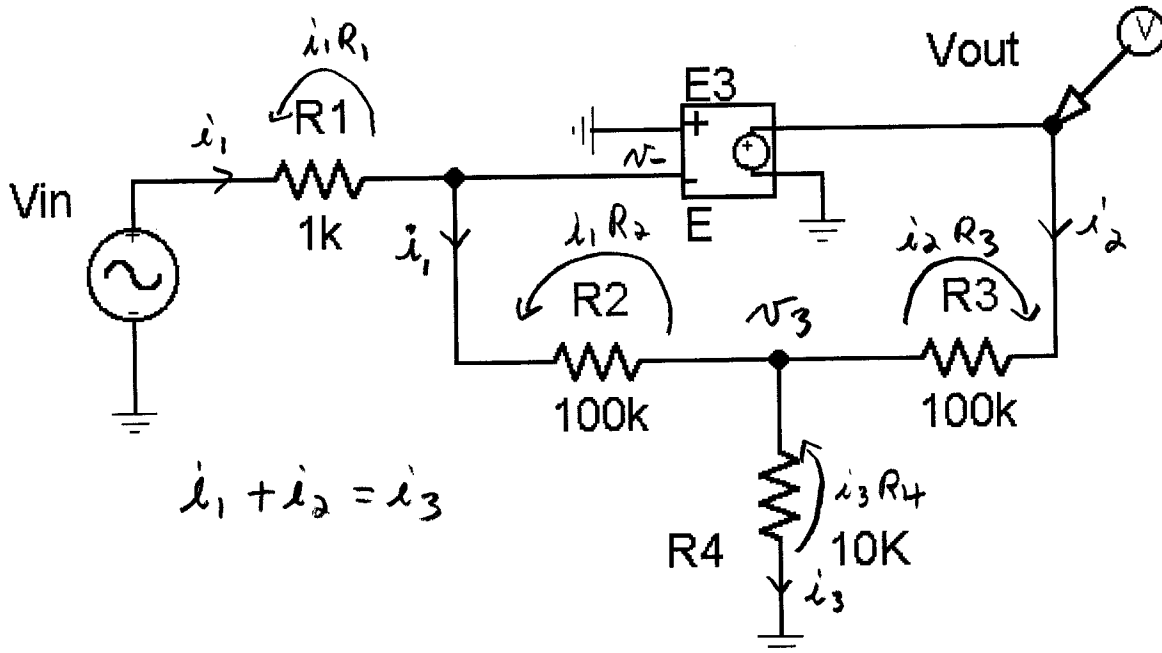 i₁R₁
Vout
V
R1
E3
i₁
+
v-
-
Vin
1k
E
i₁
i₁R₂
i₂R₃
i₂
R2
v₃
R3
100k
100k
i₁ + i₂ = i₃
i₃R₄
R4
10K
i₃